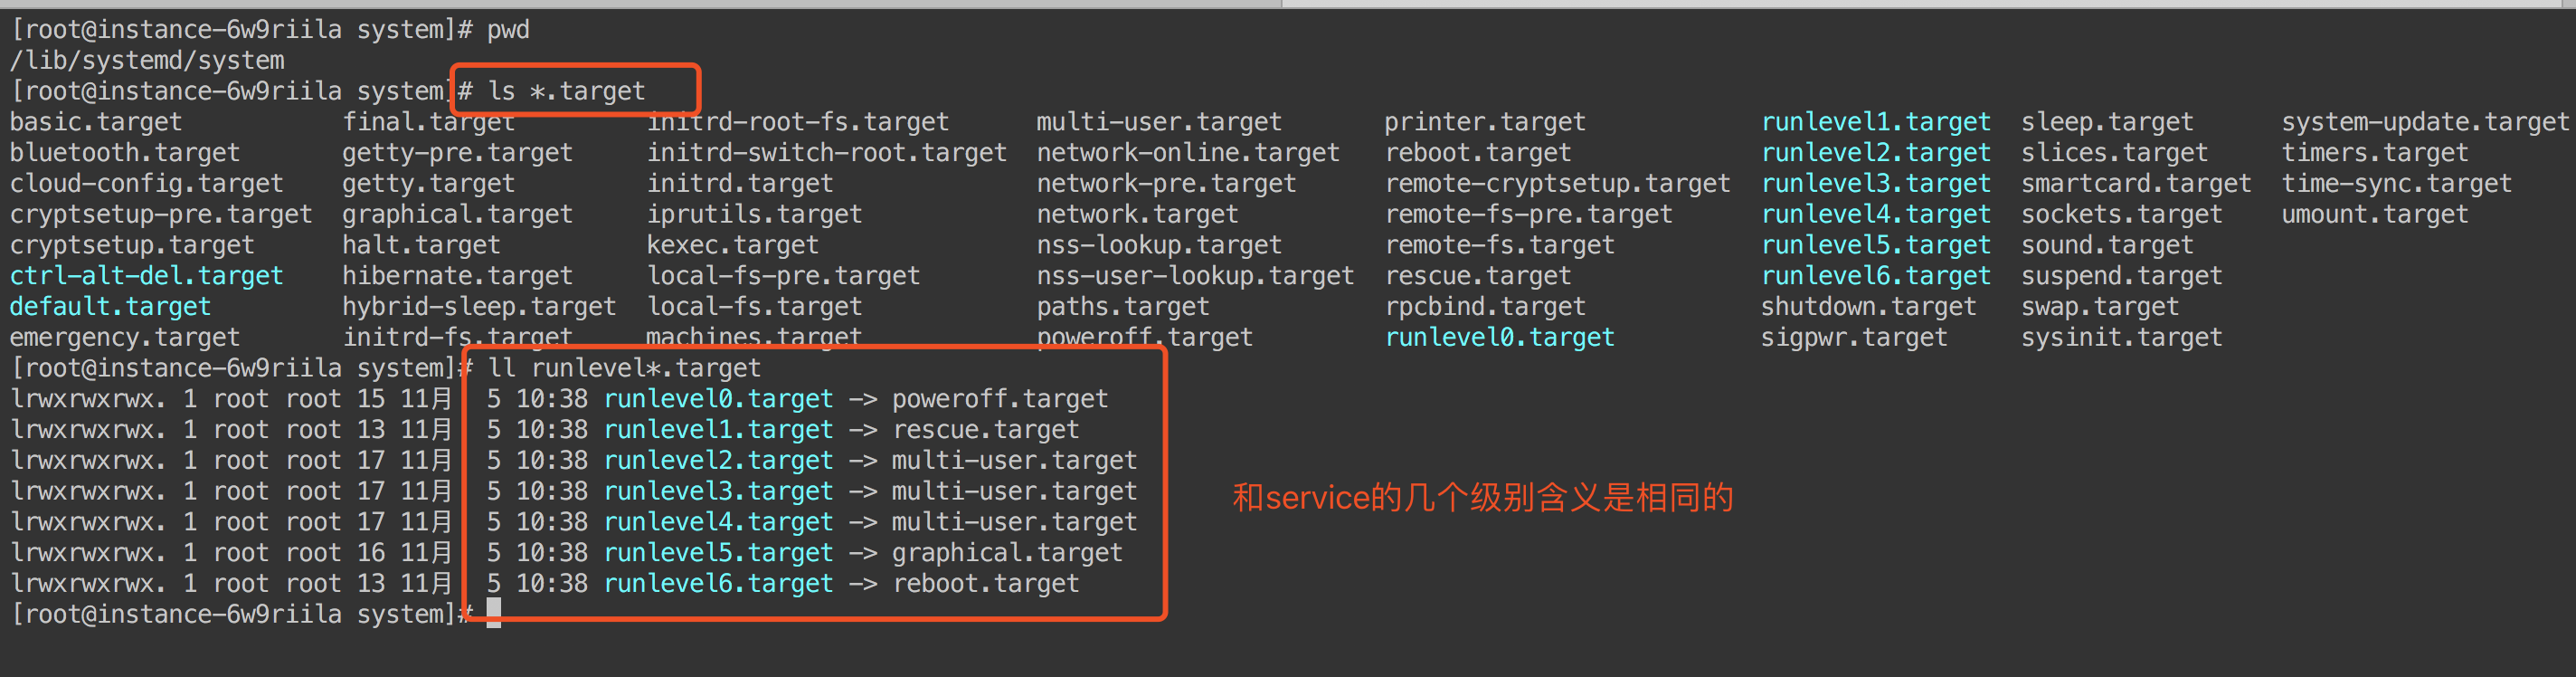 [root@instance-6w9riila system]# pwd
/lib/systemd/system
[root@instance-6w9riila system]# ls *.target
basic.target final.target initrd-root-fs.target multi-user.target printer.target runlevel1.target sleep.target system-update.target
bluetooth.target getty-pre.target initrd-switch-root.target network-online.target reboot.target runlevel2.target slices.target timers.target
cloud-config.target getty.target initrd.target network-pre.target remote-cryptsetup.target runlevel3.target smartcard.target time-sync.target
cryptsetup-pre.target graphical.target iprutils.target network.target remote-fs-pre.target runlevel4.target sockets.target umount.target
cryptsetup.target halt.target kexec.target nss-lookup.target remote-fs.target runlevel5.target sound.target
ctrl-alt-del.target hibernate.target local-fs-pre.target nss-user-lookup.target rescue.target runlevel6.target suspend.target
default.target hybrid-sleep.target local-fs.target paths.target rpcbind.target shutdown.target swap.target
emergency.target initrd-fs.target machines.target poweroff.target runlevel0.target sigpwr.target sysinit.target
[root@instance-6w9riila system]# ll runlevel*.target
lrwxrwxrwx. 1 root root 15 11月 5 10:38 runlevel0.target -> poweroff.target
lrwxrwxrwx. 1 root root 13 11月 5 10:38 runlevel1.target -> rescue.target
lrwxrwxrwx. 1 root root 17 11月 5 10:38 runlevel2.target -> multi-user.target
lrwxrwxrwx. 1 root root 17 11月 5 10:38 runlevel3.target -> multi-user.target
和service的几个级别含义是相同的
lrwxrwxrwx. 1 root root 17 11月 5 10:38 runlevel4.target -> multi-user.target
lrwxrwxrwx. 1 root root 16 11月 5 10:38 runlevel5.target -> graphical.target
lrwxrwxrwx. 1 root root 13 11月 5 10:38 runlevel6.target -> reboot.target
[root@instance-6w9riila system]#